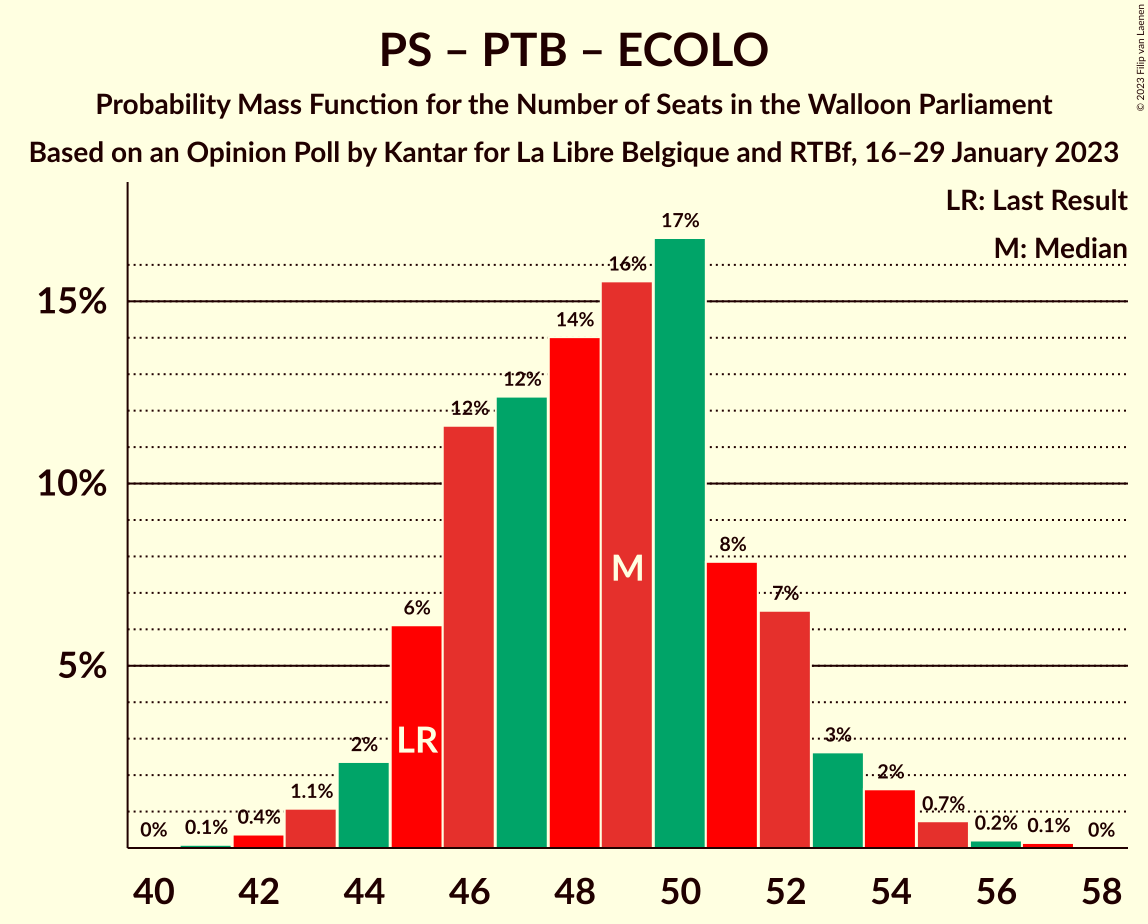 PS – PTB – ECOLO
Probability Mass Function for the Number of Seats in the Walloon Parliament
Based on an Opinion Poll by Kantar for La Libre Belgique and RTBf, 16–29 January 2023
© 2023 Filip van Laenen
LR: Last Result
M: Median
15%
10%
5%
0%
0.1%
0.4%
1.1%
2%
6%
12%
12%
14%
16%
17%
8%
7%
3%
2%
0.7%
0.2%
0.1%
0%
LR
M
40 42 44 46 48 50 52 54 56 58